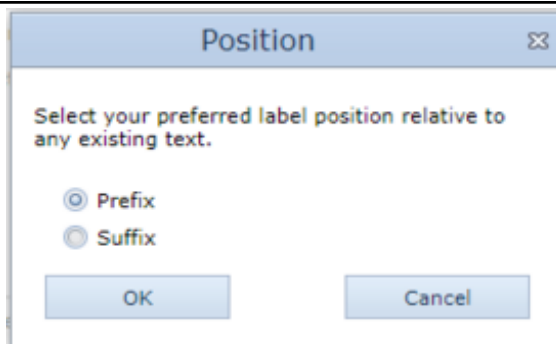 Position
Select your preferred label position relative to
any existing text.
Prefix
Suffix
OK
Cancel